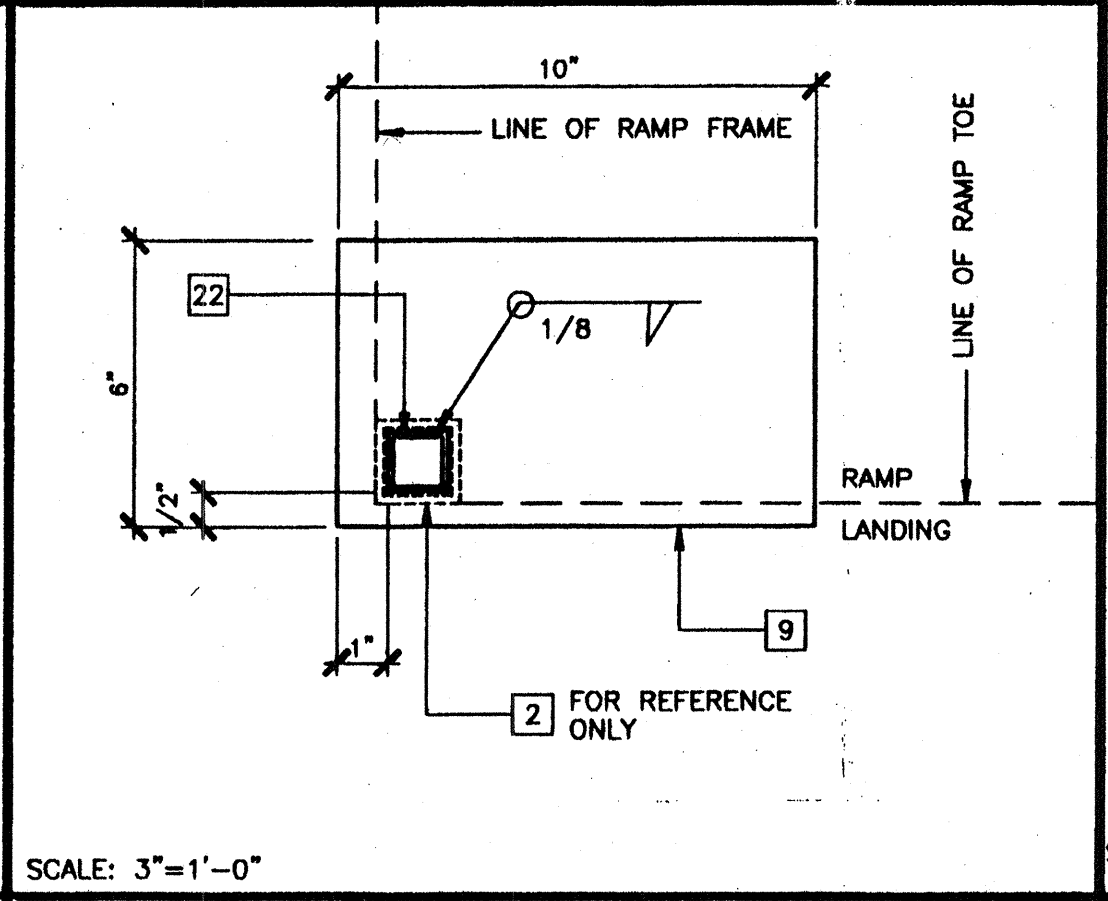 10"
LINE OF RAMP FRAME
LINE OF RAMP TOE
22
1/8
6"
1/2"
RAMP
LANDING
1"
9
2
FOR REFERENCE
ONLY
SCALE: 3"=1'-0"